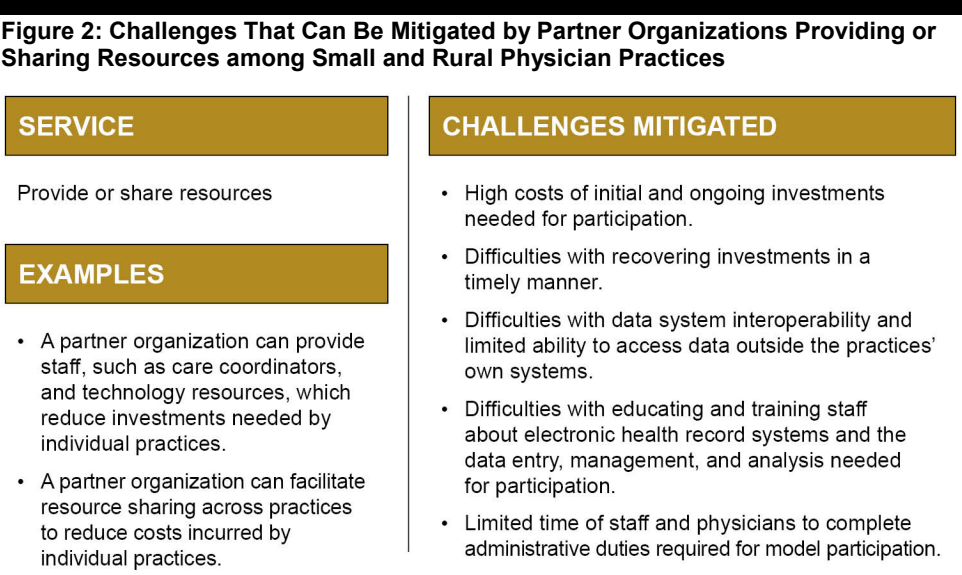 Figure 2: Challenges That Can Be Mitigated by Partner Organizations Providing or
Sharing Resources among Small and Rural Physician Practices
SERVICE
Provide or share resources
EXAMPLES
• A partner organization can provide
staff, such as care coordinators,
and technology resources, which
reduce investments needed by
individual practices.
• A partner organization can facilitate
resource sharing across practices
to reduce costs incurred by
individual practices.
CHALLENGES MITIGATED
• High costs of initial and ongoing investments
needed for participation.
• Difficulties with recovering investments in a
timely manner.
• Difficulties with data system interoperability and
limited ability to access data outside the practices’
own systems.
• Difficulties with educating and training staff
about electronic health record systems and the
data entry, management, and analysis needed
for participation.
• Limited time of staff and physicians to complete
administrative duties required for model participation.